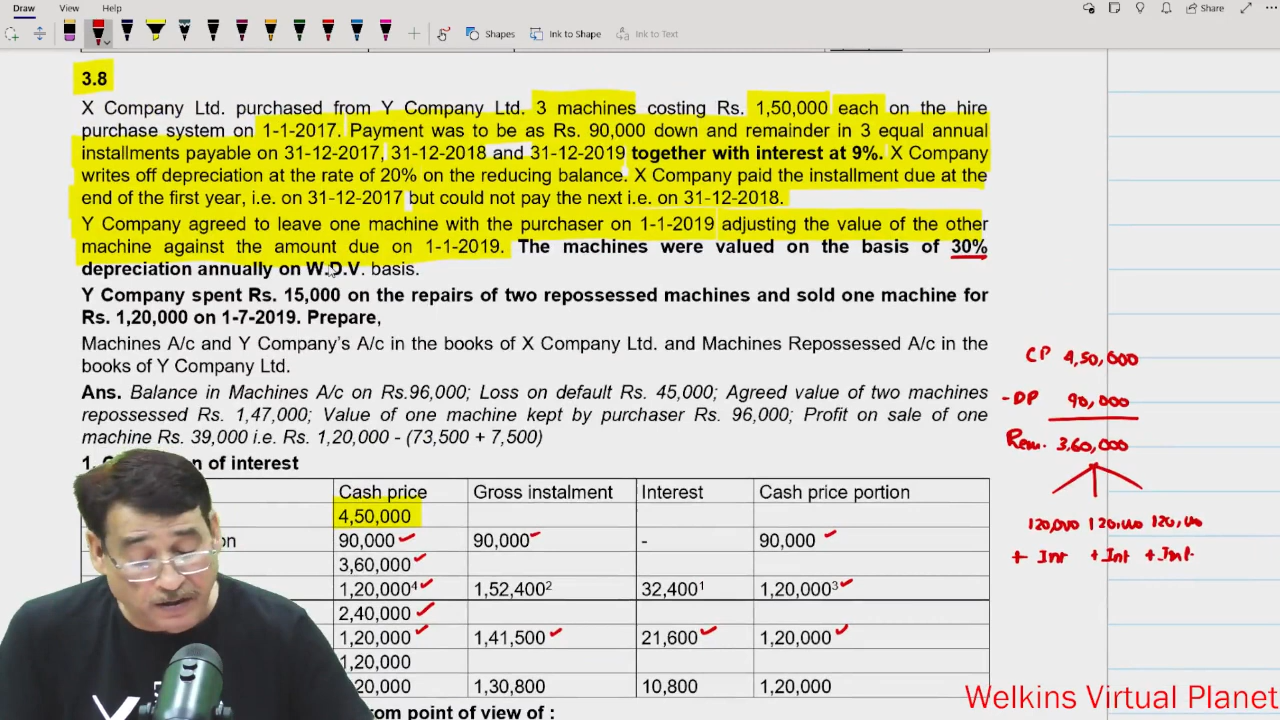 Draw View Help
Shapes Ink to Shape Ink to Text Share
3.8
X Company Ltd. purchased from Y Company Ltd. 3 machines costing Rs. 1,50,000 each on the hire
purchase system on 1-1-2017. Payment was to be as Rs. 90,000 down and remainder in 3 equal annual
installments payable on 31-12-2017, 31-12-2018 and 31-12-2019 together with interest at 9%. X Company
writes off depreciation at the rate of 20% on the reducing balance. X Company paid the installment due at the
end of the first year, i.e. on 31-12-2017 but could not pay the next i.e. on 31-12-2018.
Y Company agreed to leave one machine with the purchaser on 1-1-2019 adjusting the value of the other
machine against the amount due on 1-1-2019. The machines were valued on the basis of 30%
depreciation annually on W.D.V. basis.
Y Company spent Rs. 15,000 on the repairs of two repossessed machines and sold one machine for
Rs. 1,20,000 on 1-7-2019. Prepare,
Machines A/c and Y Company's A/c in the books of X Company Ltd. and Machines Repossessed A/c in the
books of Y Company Ltd.
Ans. Balance in Machines A/c on Rs.96,000; Loss on default Rs. 45,000; Agreed value of two machines
repossessed Rs. 1,47,000; Value of one machine kept by purchaser Rs. 96,000; Profit on sale of one
machine Rs. 39,000 i.e. Rs. 1,20,000 - (73,500 + 7,500)
1. of interest
Cash price Gross instalment Interest Cash price portion
4,50,000
90,000 90,000 - 90,000
3,60,000
1,20,000⁴ 1,52,400² 32,400¹ 1,20,000³
2,40,000
1,20,000 1,41,500 21,600 1,20,000
1,20,000
20,000 1,30,800 10,800 1,20,000
om point of view of :
CP 4,50,000
- DP 90,000
Rem. 3,60,000
120,000 120,000 120,000
+ Int + Int + Int
Welkins Virtual Planet